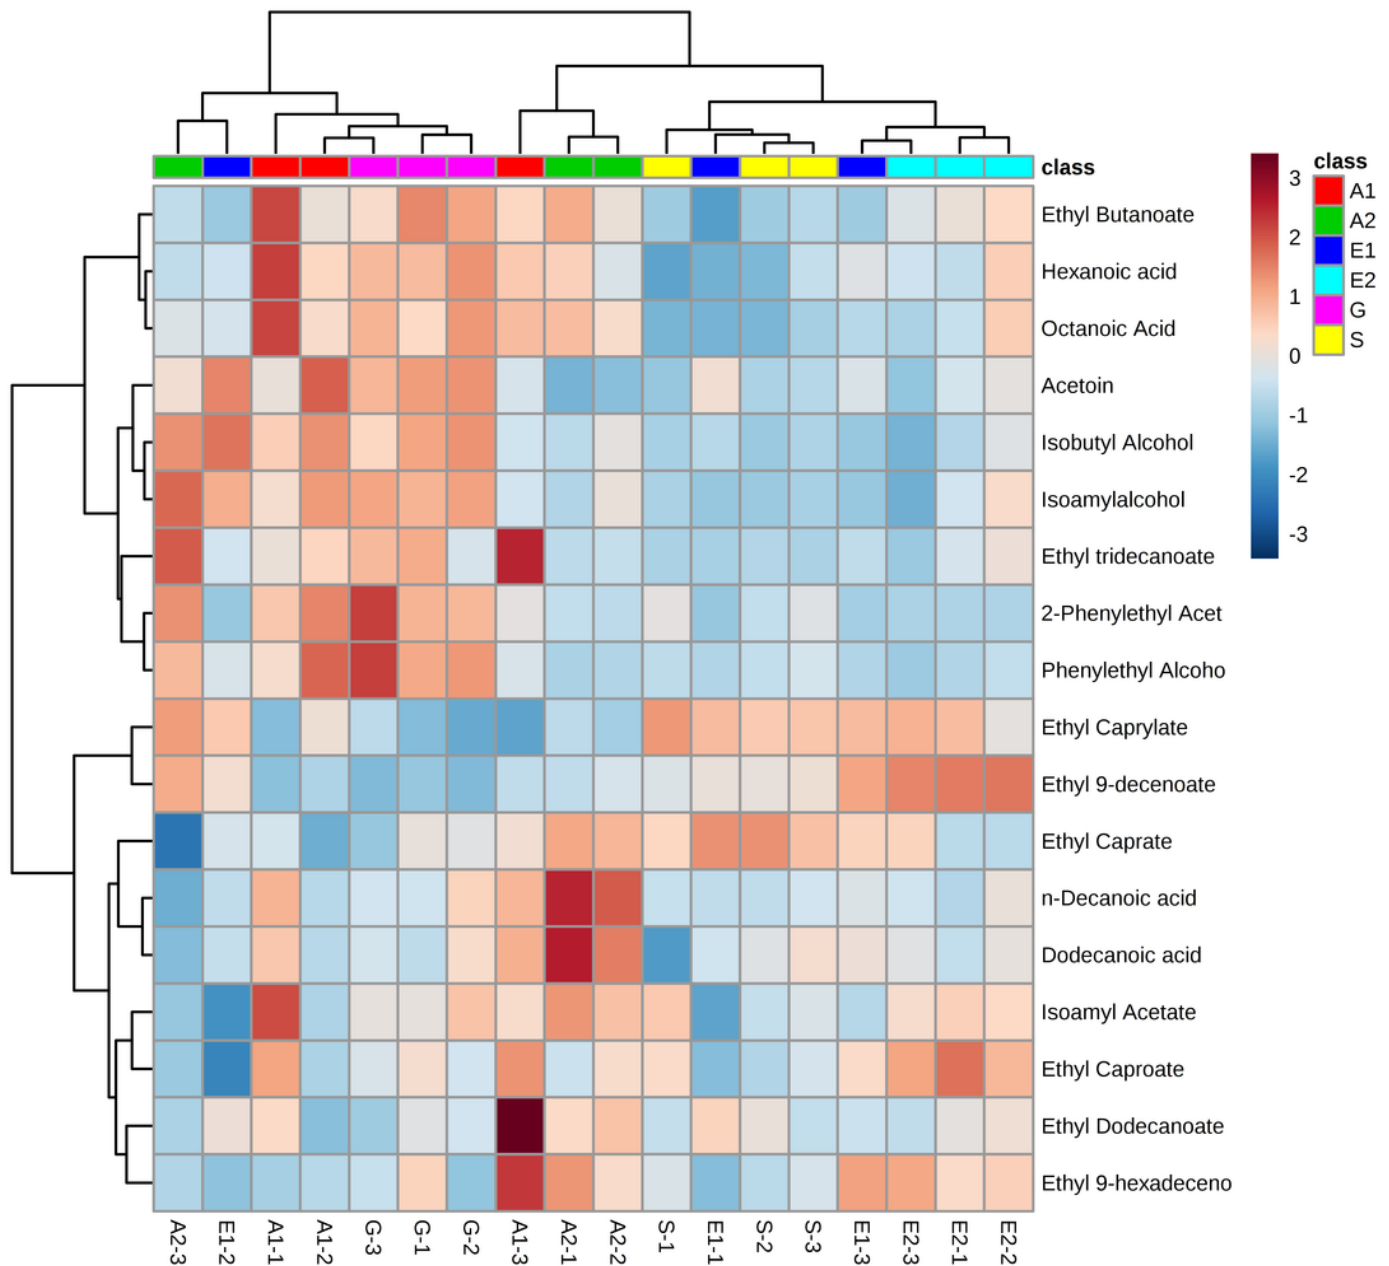 class
class
3
2
1
0
-1
-2
-3
A1
A2
E1
E2
G
S
Ethyl Butanoate
Hexanoic acid
Octanoic Acid
Acetoin
Isobutyl Alcohol
Isoamylalcohol
Ethyl tridecanoate
2-Phenylethyl Acet
Phenylethyl Alcoho
Ethyl Caprylate
Ethyl 9-decenoate
Ethyl Caprate
n-Decanoic acid
Dodecanoic acid
Isoamyl Acetate
Ethyl Caproate
Ethyl Dodecanoate
Ethyl 9-hexadeceno
A2-3
E1-2
A1-1
A1-2
G-3
G-1
G-2
A1-3
A2-1
A2-2
S-1
E1-1
S-2
S-3
E1-3
E2-3
E2-1
E2-2